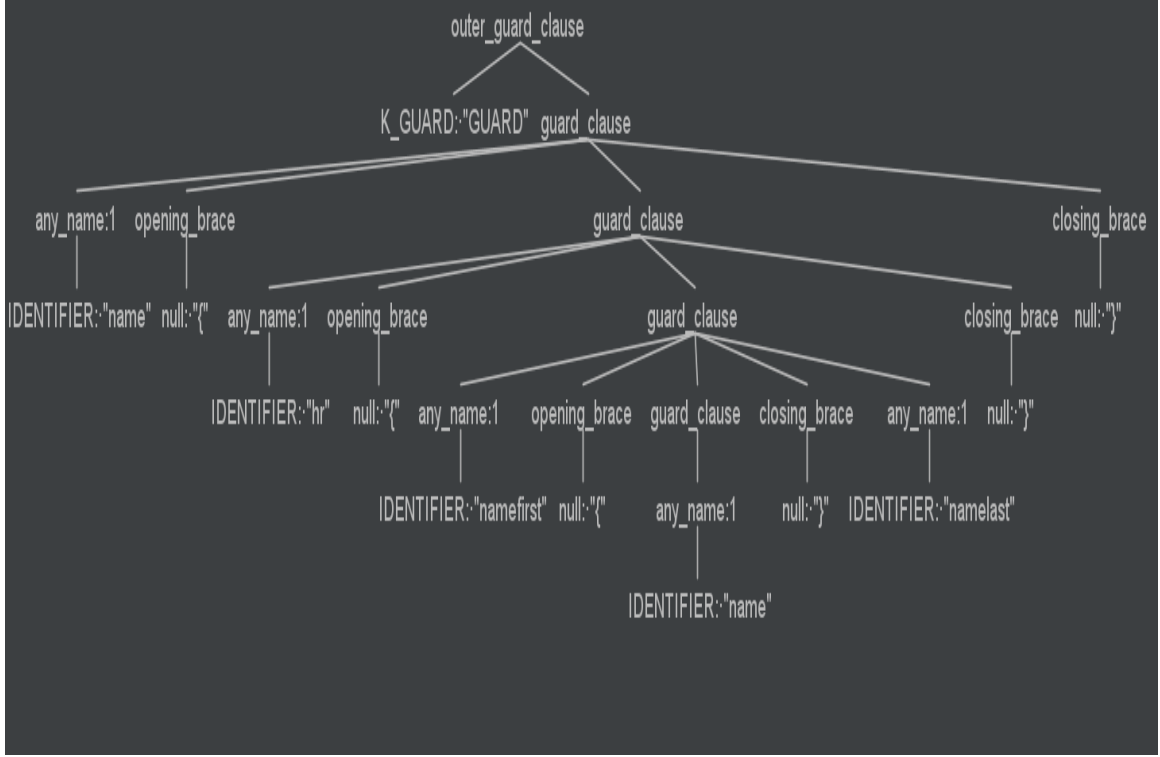 outer_guard_clause
K_GUARD:·"GUARD" guard_clause
any_name:1 opening_brace guard_clause closing_brace
IDENTIFIER:·"name" null:·"{" any_name:1 opening_brace guard_clause closing_brace null:·"}"
IDENTIFIER:·"hr" null:·"{" any_name:1 opening_brace guard_clause closing_brace any_name:1 null:·"}"
IDENTIFIER:·"namefirst" null:·"{" any_name:1 null:·"}" IDENTIFIER:·"namelast"
IDENTIFIER:·"name"